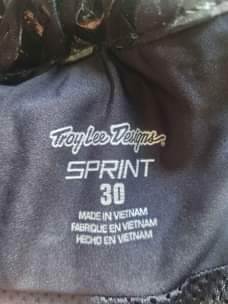 Troy Lee Designs
SPRINT
30
MADE IN VIETNAM
FABRIQUE EN VIETNAM
HECHO EN VIETNAM